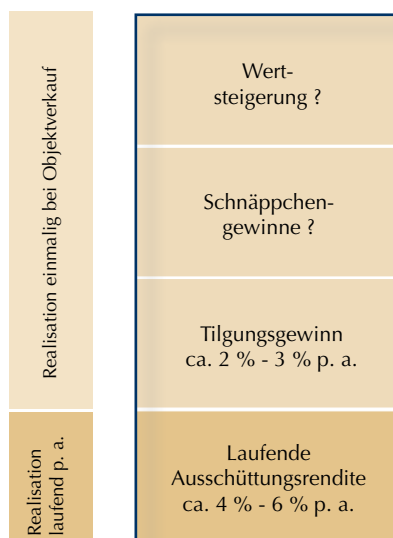 Realisation einmalig bei Objektverkauf
Wert-
steigerung ?
Schnäppchen-
gewinne ?
Tilgungsgewinn
ca. 2 % - 3 % p. a.
Realisation
laufend p. a.
Laufende
Ausschüttungsrendite
ca. 4 % - 6 % p. a.